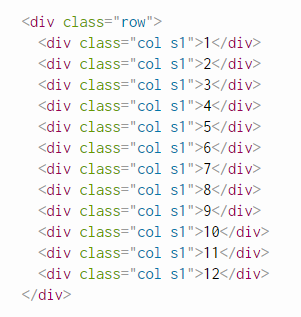 <div class="row">
  <div class="col s1">1</div>
  <div class="col s1">2</div>
  <div class="col s1">3</div>
  <div class="col s1">4</div>
  <div class="col s1">5</div>
  <div class="col s1">6</div>
  <div class="col s1">7</div>
  <div class="col s1">8</div>
  <div class="col s1">9</div>
  <div class="col s1">10</div>
  <div class="col s1">11</div>
  <div class="col s1">12</div>
</div>